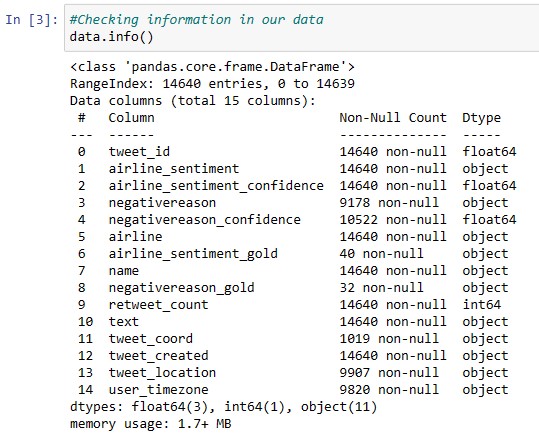 In [3]: #Checking information in our data
data.info()
<class 'pandas.core.frame.DataFrame'>
RangeIndex: 14640 entries, 0 to 14639
Data columns (total 15 columns):
 #   Column                        Non-Null Count  Dtype
---  ------                        --------------  -----
 0   tweet_id                      14640 non-null  float64
 1   airline_sentiment             14640 non-null  object
 2   airline_sentiment_confidence  14640 non-null  float64
 3   negativereason                9178 non-null   object
 4   negativereason_confidence     10522 non-null  float64
 5   airline                       14640 non-null  object
 6   airline_sentiment_gold        40 non-null     object
 7   name                          14640 non-null  object
 8   negativereason_gold           32 non-null     object
 9   retweet_count                 14640 non-null  int64
 10  text                          14640 non-null  object
 11  tweet_coord                   1019 non-null   object
 12  tweet_created                 14640 non-null  object
 13  tweet_location                9907 non-null   object
 14  user_timezone                 9820 non-null   object
dtypes: float64(3), int64(1), object(11)
memory usage: 1.7+ MB